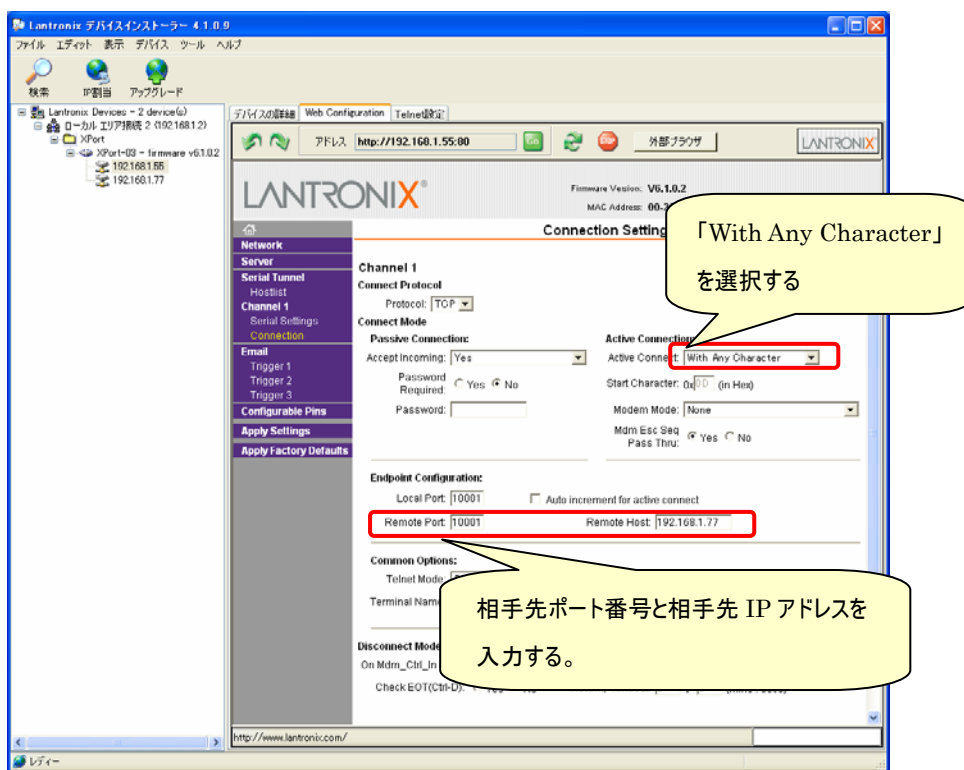 Lantronix デバイスインストーラー 4.1.0.9
ファイル エディット 表示 デバイス ツール ヘルプ
検索 IP割当 アップグレード
Lantronix Devices - 2 device(s)
ローカル エリア接続 2 (192.168.1.2)
XPort
XPort-03 - firmware v6.1.0.2
192.168.1.55
192.168.1.77
デバイスの詳細 Web Configuration Telnet設定
アドレス http://192.168.1.55:80 Go 外部ブラウザ LANTRONIX
LANTRONIX®
Firmware Version: V6.1.0.2
MAC Address:
Connection Setting
Network
Server
Serial Tunnel
Hostlist
Channel 1
Serial Settings
Connection
Email
Trigger 1
Trigger 2
Trigger 3
Configurable Pins
Apply Settings
Apply Factory Defaults
Channel 1
Connect Protocol
Protocol: TCP
Connect Mode
Passive Connection:
Accept Incoming: Yes
Password Required: Yes No
Password:
Active Connection:
Active Connect: With Any Character
Start Character: 0x0D (in Hex)
Modem Mode: None
Mdm Esc Seq Pass Thru: Yes No
Endpoint Configuration:
Local Port: 10001 Auto increment for active connect
Remote Port: 10001 Remote Host: 192.168.1.77
Common Options:
Telnet Mode:
Terminal Name
Disconnect Mode
On Mdm_Ctrl_In
Check EOT(Ctrl-D):
「With Any Character」
を選択する
相手先ポート番号と相手先 IP アドレスを
入力する。
http://www.lantronix.com/
レディー